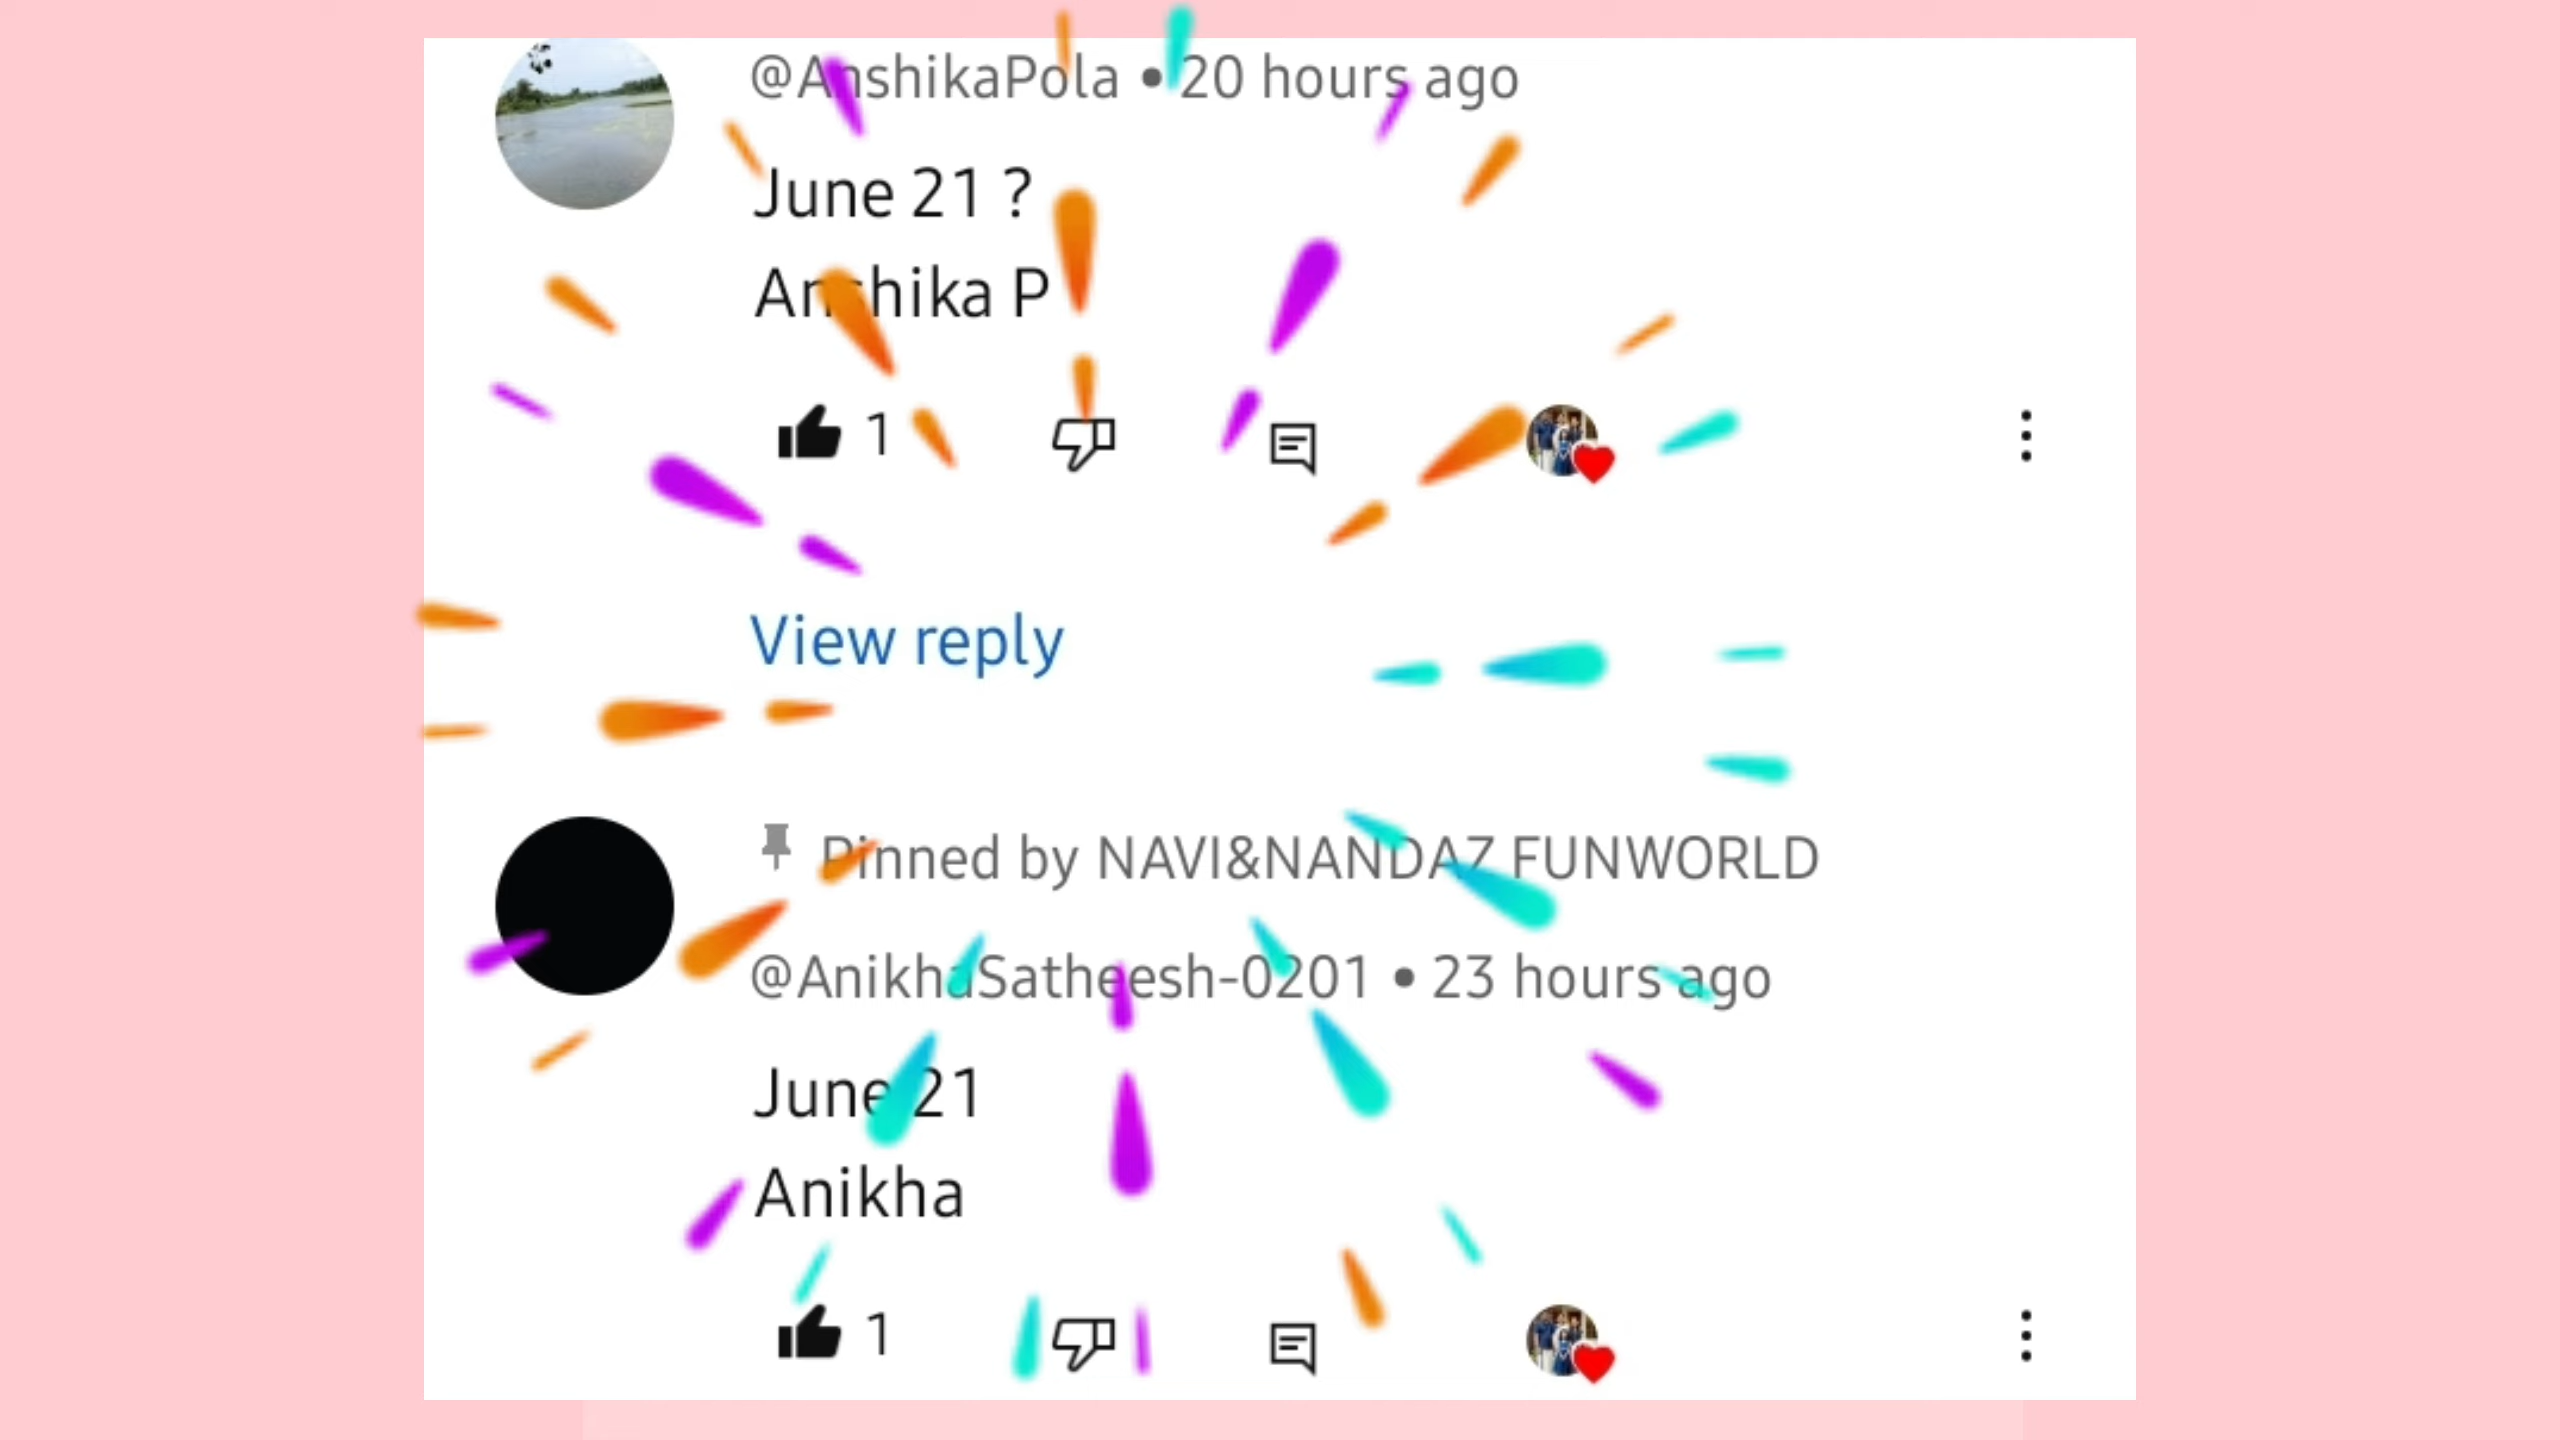 @AnshikaPola • 20 hours ago
June 21 ?
Anshika P
1
View reply
Pinned by NAVI&NANDAZ FUNWORLD
@AnikhaSatheesh-0201 • 23 hours ago
June 21
Anikha
1